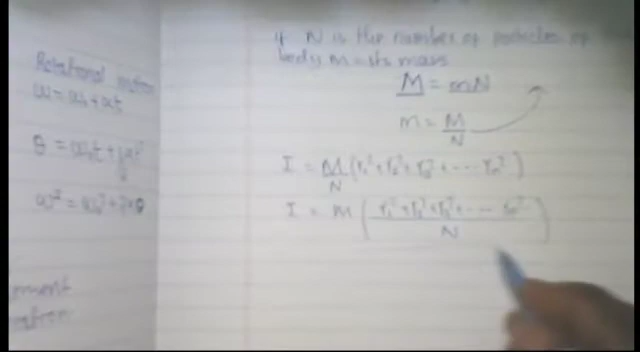 Rotational motion
ω = ω₀ + αt
θ = ω₀t + ½αt²
ω² = ω₀² + 2αθ
If N is the number of particles of
body M = its mass
M = mN
m = M/N
I = M/N (r₁² + r₂² + r₃² + --- rₙ²)
I = M ( r₁² + r₂² + r₃² + --- rₙ² / N )